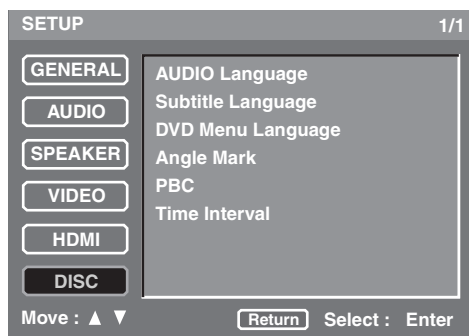 SETUP 1/1
GENERAL
AUDIO
SPEAKER
VIDEO
HDMI
DISC
AUDIO Language
Subtitle Language
DVD Menu Language
Angle Mark
PBC
Time Interval
Move : ▲ ▼ Return Select : Enter